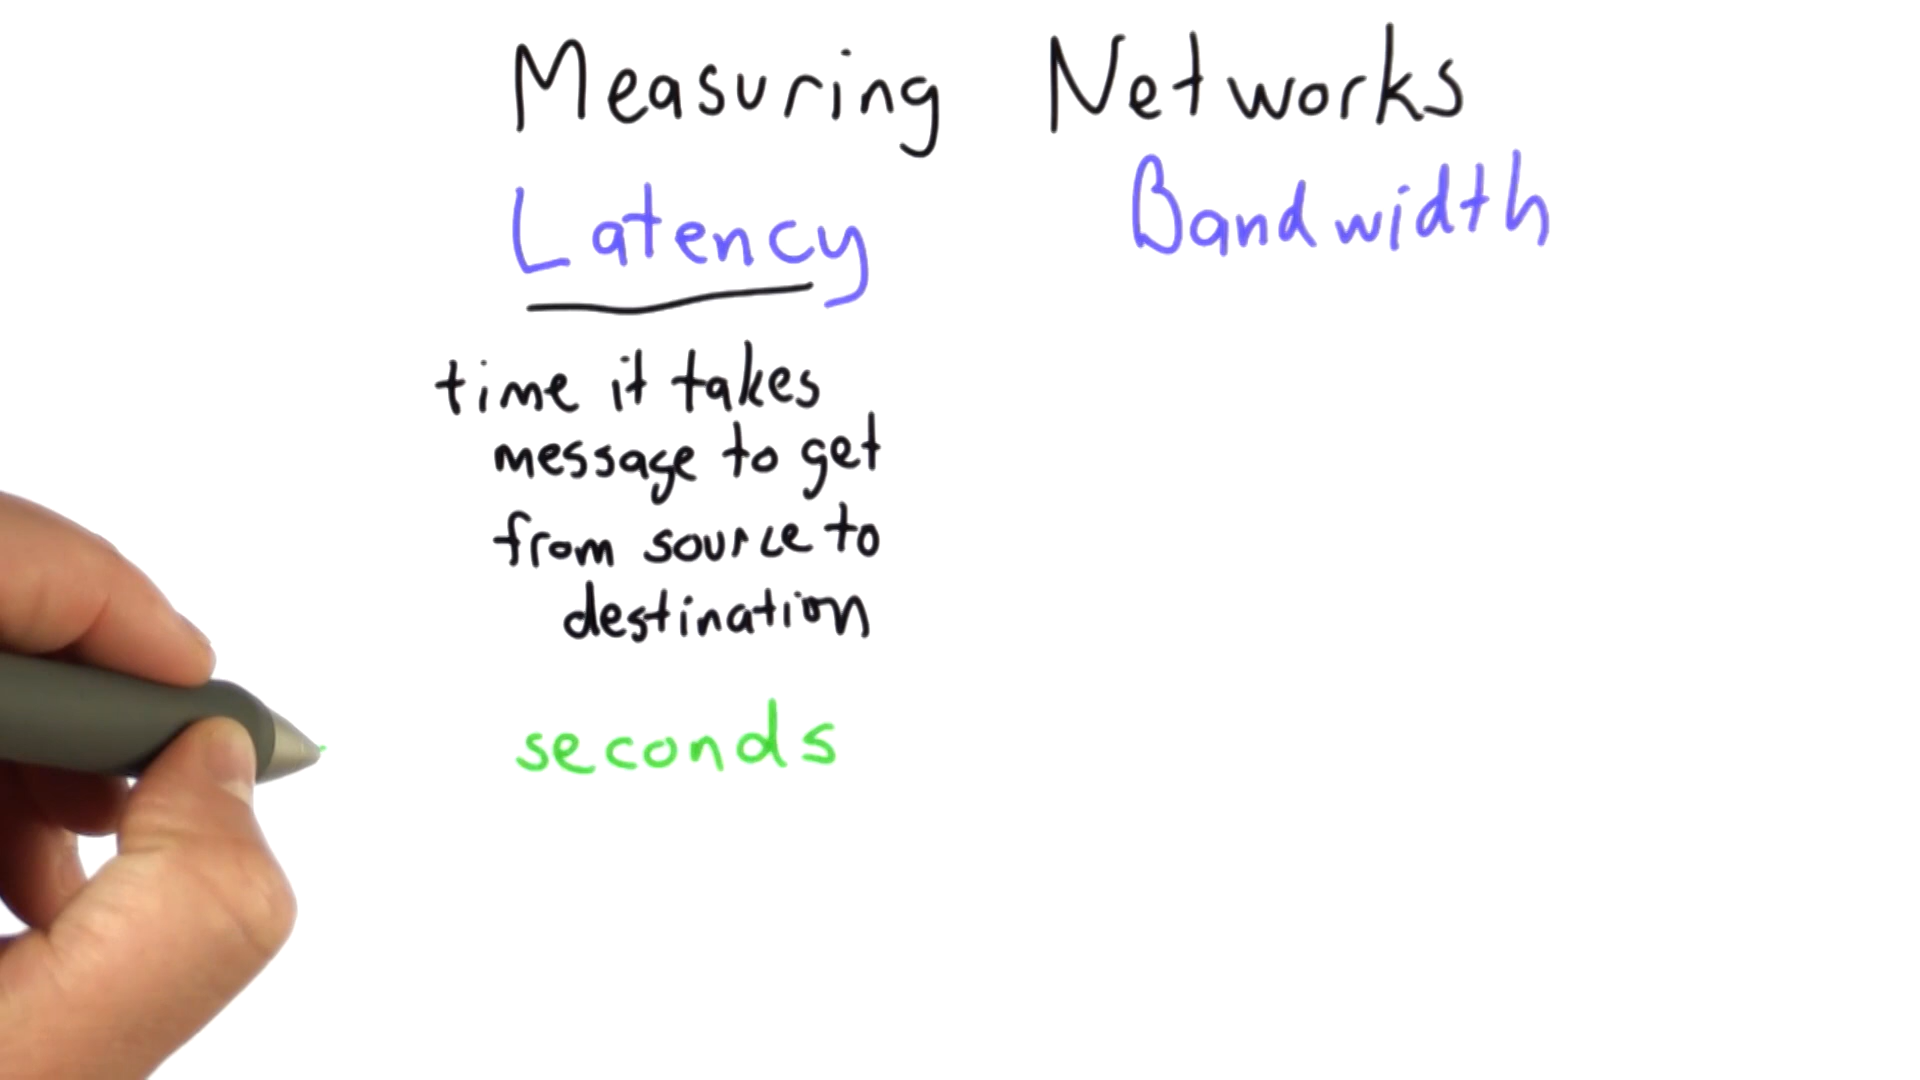 Measuring Networks
Latency
Bandwidth
time it takes
message to get
from source to
destination
seconds